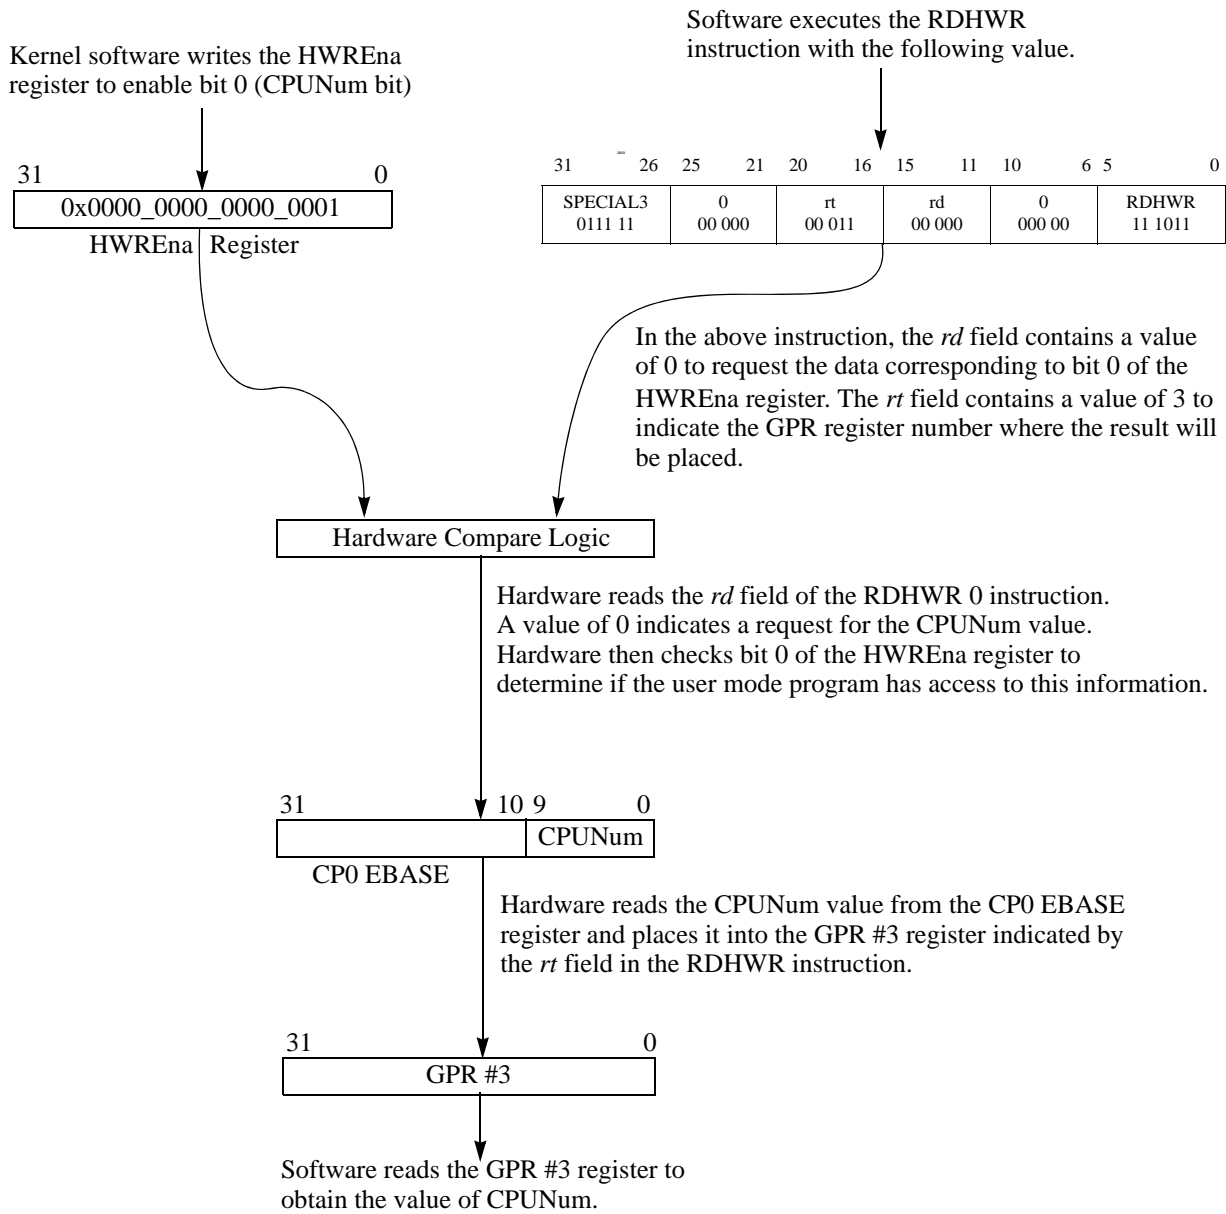 Software executes the RDHWR
instruction with the following value.
Kernel software writes the HWREna
register to enable bit 0 (CPUNum bit)
31 0
0x0000_0000_0000_0001
HWREna Register
31 26 25 21 20 16 15 11 10 6 5 0
SPECIAL3 0 rt rd 0 RDHWR
0111 11 00 000 00 011 00 000 000 00 11 1011
In the above instruction, the rd field contains a value
of 0 to request the data corresponding to bit 0 of the
HWREna register. The rt field contains a value of 3 to
indicate the GPR register number where the result will
be placed.
Hardware Compare Logic
Hardware reads the rd field of the RDHWR 0 instruction.
A value of 0 indicates a request for the CPUNum value.
Hardware then checks bit 0 of the HWREna register to
determine if the user mode program has access to this information.
31 10 9 0
CPUNum
CP0 EBASE
Hardware reads the CPUNum value from the CP0 EBASE
register and places it into the GPR #3 register indicated by
the rt field in the RDHWR instruction.
31 0
GPR #3
Software reads the GPR #3 register to
obtain the value of CPUNum.